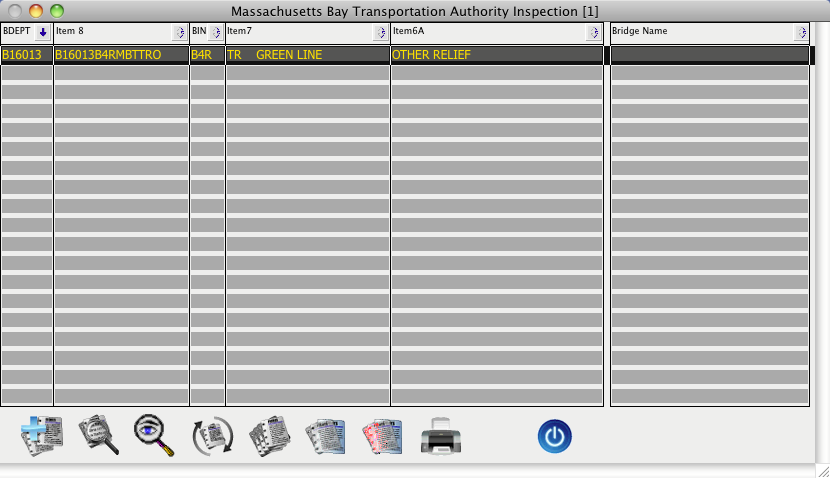 Massachusetts Bay Transportation Authority Inspection [1]
BDEPT Item 8 BIN Item7 Item6A Bridge Name
B16013 B16013B4RMBTTRO B4R TR GREEN LINE OTHER RELIEF